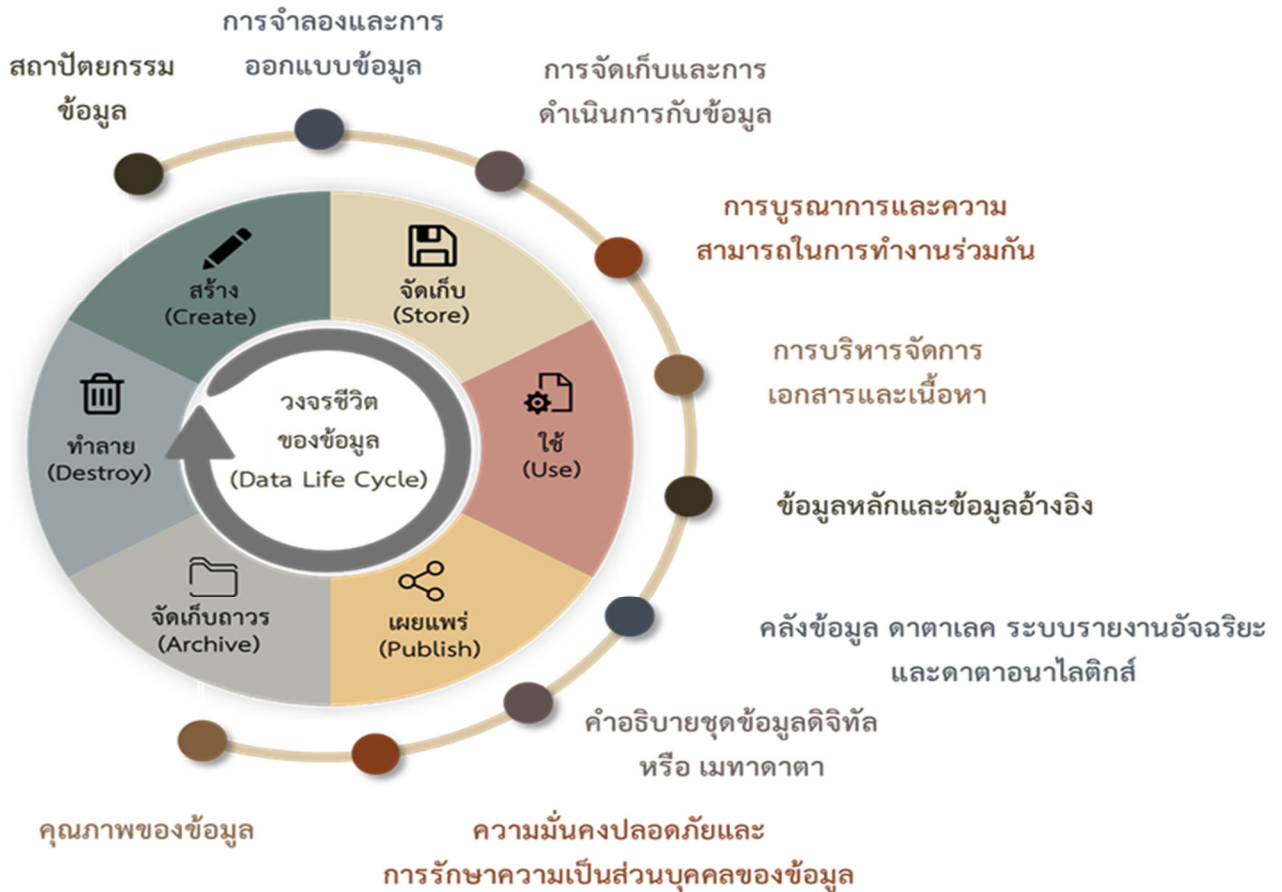 การจำลองและการ
ออกแบบข้อมูล
สถาปัตยกรรม
ข้อมูล
การจัดเก็บและการ
ดำเนินการกับข้อมูล
การบูรณาการและความ
สามารถในการทำงานร่วมกัน
การบริหารจัดการ
เอกสารและเนื้อหา
ข้อมูลหลักและข้อมูลอ้างอิง
คลังข้อมูล ดาตาเลค ระบบรายงานอัจฉริยะ
และดาตาอนาไลติกส์
คำอธิบายชุดข้อมูลดิจิทัล
หรือ เมทาดาตา
ความมั่นคงปลอดภัยและ
การรักษาความเป็นส่วนบุคคลของข้อมูล
คุณภาพของข้อมูล
สร้าง
(Create)
จัดเก็บ
(Store)
ใช้
(Use)
เผยแพร่
(Publish)
จัดเก็บถาวร
(Archive)
ทำลาย
(Destroy)
วงจรชีวิต
ของข้อมูล
(Data Life Cycle)